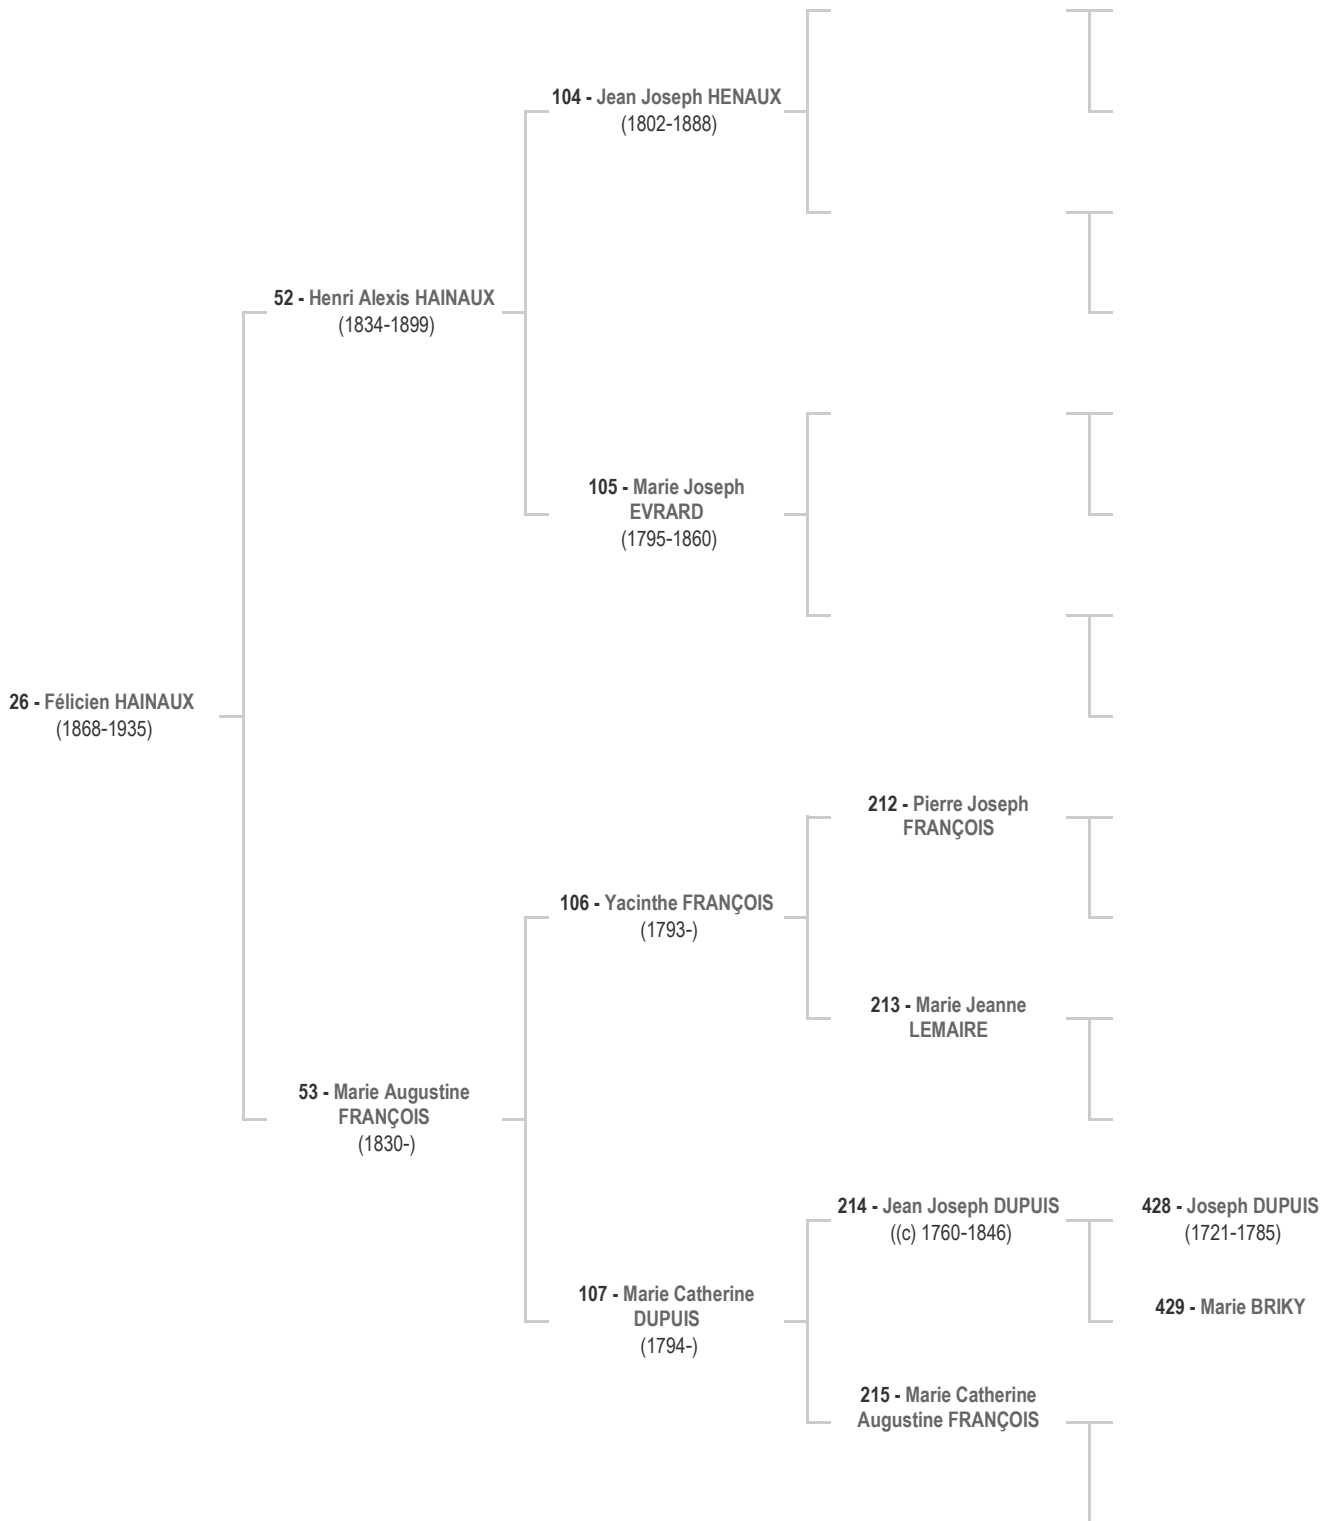 104 - Jean Joseph HENAUX
(1802-1888)
52 - Henri Alexis HAINAUX
(1834-1899)
105 - Marie Joseph
EVRARD
(1795-1860)
26 - Félicien HAINAUX
(1868-1935)
212 - Pierre Joseph
FRANÇOIS
106 - Yacinthe FRANÇOIS
(1793-)
213 - Marie Jeanne
LEMAIRE
53 - Marie Augustine
FRANÇOIS
(1830-)
214 - Jean Joseph DUPUIS
((c) 1760-1846)
428 - Joseph DUPUIS
(1721-1785)
107 - Marie Catherine
DUPUIS
(1794-)
429 - Marie BRIKY
215 - Marie Catherine
Augustine FRANÇOIS